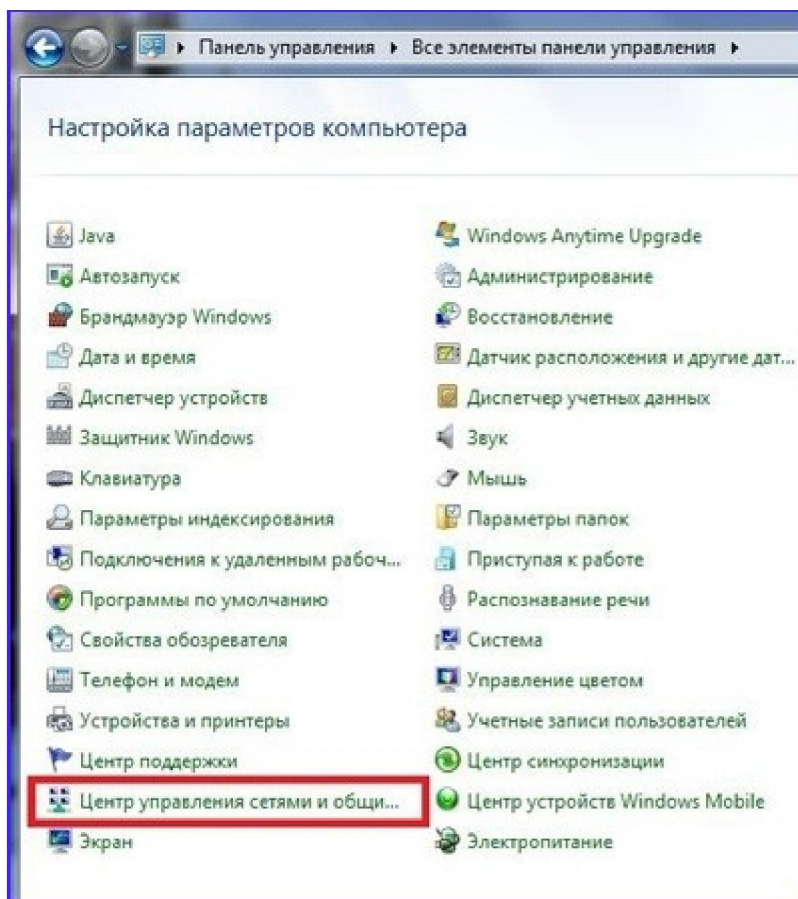 Панель управления ▸ Все элементы панели управления ▸
Настройка параметров компьютера
Java
Автозапуск
Брандмауэр Windows
Дата и время
Диспетчер устройств
Защитник Windows
Клавиатура
Параметры индексирования
Подключения к удаленным рабоч...
Программы по умолчанию
Свойства обозревателя
Телефон и модем
Устройства и принтеры
Центр поддержки
Центр управления сетями и общи...
Экран
Windows Anytime Upgrade
Администрирование
Восстановление
Датчик расположения и другие дат...
Диспетчер учетных данных
Звук
Мышь
Параметры папок
Приступая к работе
Распознавание речи
Система
Управление цветом
Учетные записи пользователей
Центр синхронизации
Центр устройств Windows Mobile
Электропитание